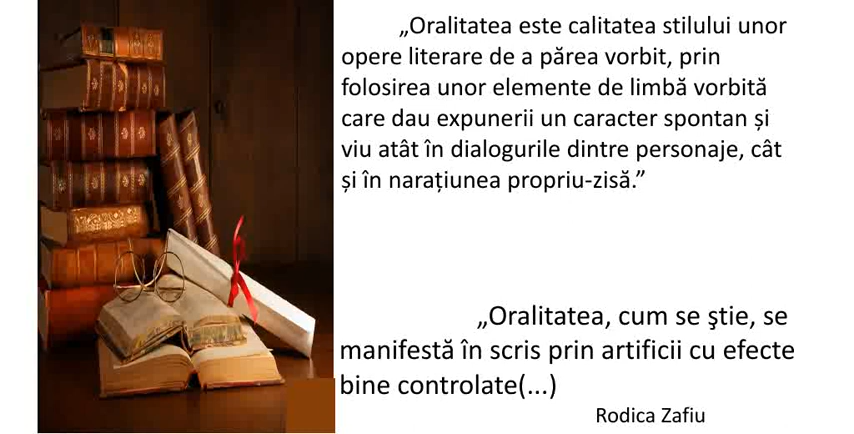 „Oralitatea este calitatea stilului unor
opere literare de a părea vorbit, prin
folosirea unor elemente de limbă vorbită
care dau expunerii un caracter spontan și
viu atât în dialogurile dintre personaje, cât
și în narațiunea propriu-zisă.”
„Oralitatea, cum se ştie, se
manifestă în scris prin artificii cu efecte
bine controlate(...)
Rodica Zafiu